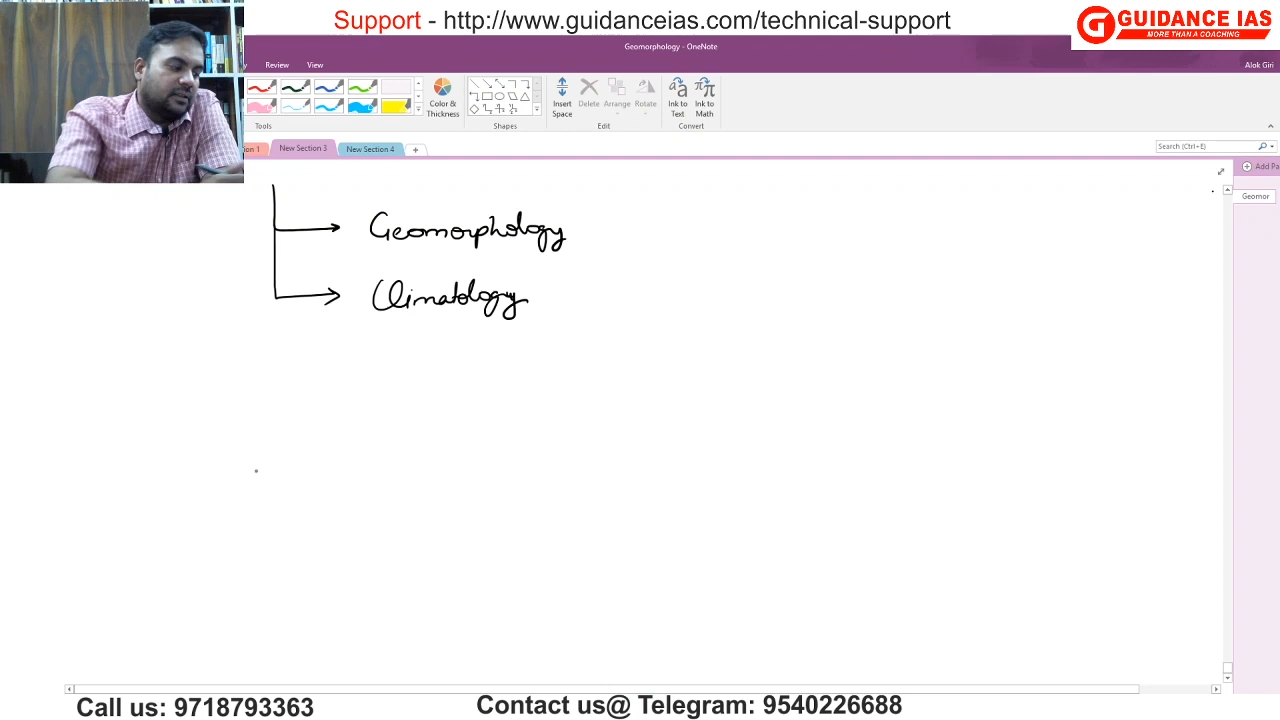 Support - http://www.guidanceias.com/technical-support
GUIDANCE IAS
MORE THAN A COACHING
Geomorphology - OneNote
Review View
Alok Giri
Color & Thickness
Insert Space
Delete Arrange Rotate
Ink to Text
Ink to Math
Tools Shapes Edit Convert
New Section 3 New Section 4
Search (Ctrl+E)
Add Pa
Geomor
Geomorphology
Climatology
Call us: 9718793363 Contact us@ Telegram: 9540226688